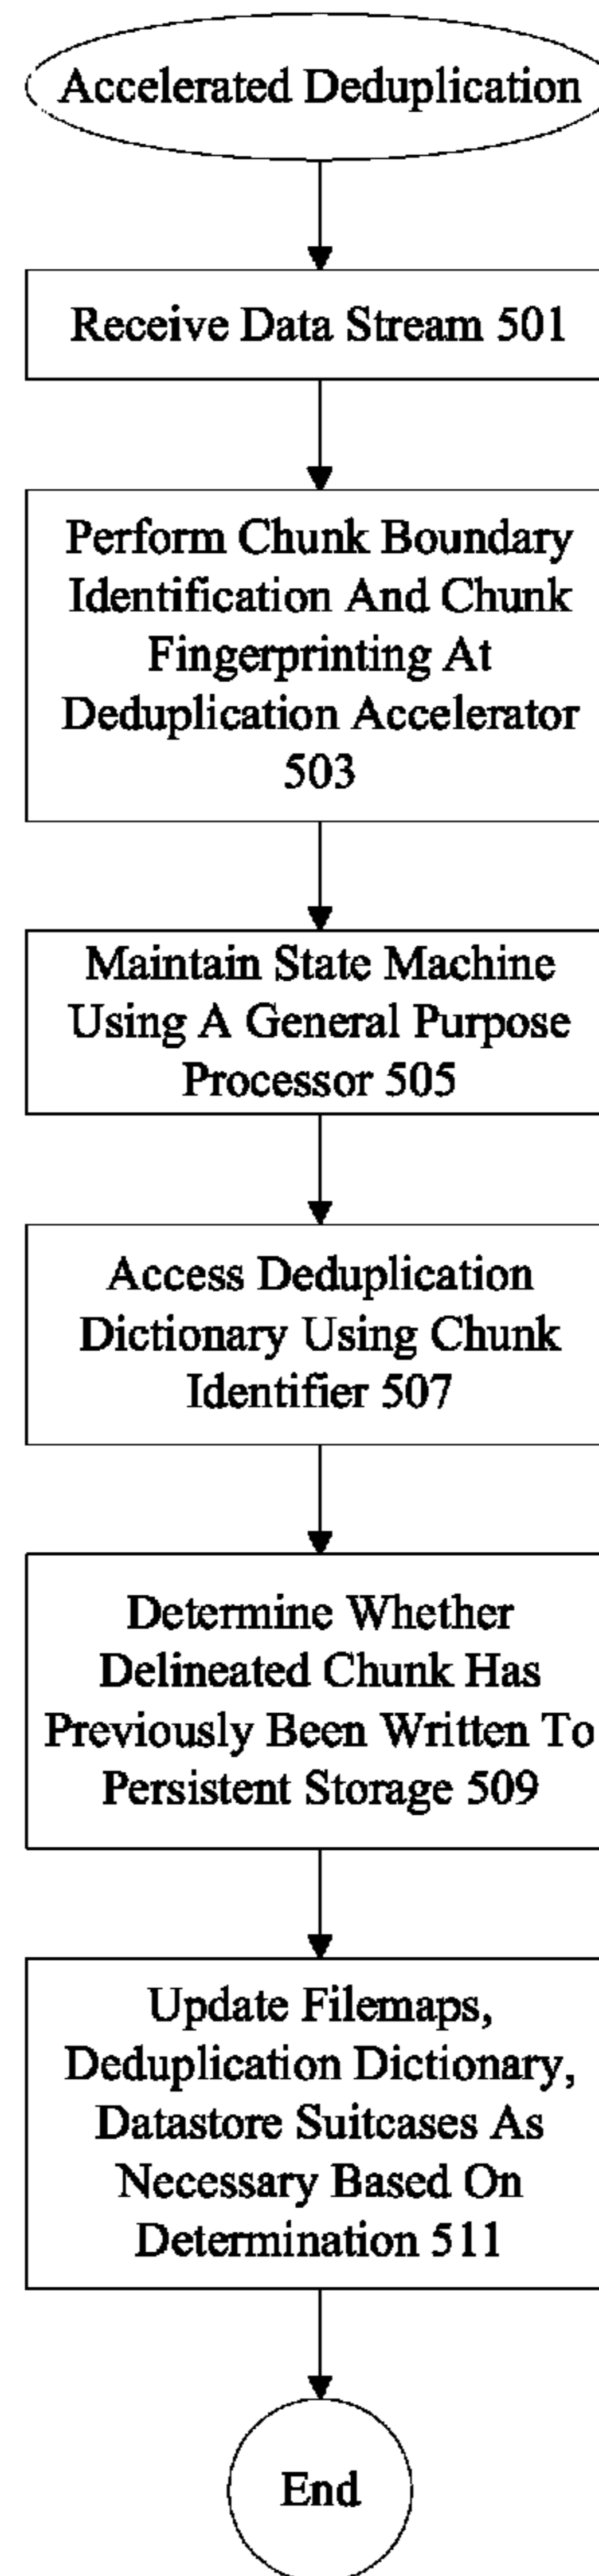 Accelerated Deduplication
Receive Data Stream 501
Perform Chunk Boundary
Identification And Chunk
Fingerprinting At
Deduplication Accelerator
503
Maintain State Machine
Using A General Purpose
Processor 505
Access Deduplication
Dictionary Using Chunk
Identifier 507
Determine Whether
Delineated Chunk Has
Previously Been Written To
Persistent Storage 509
Update Filemaps,
Deduplication Dictionary,
Datastore Suitcases As
Necessary Based On
Determination 511
End